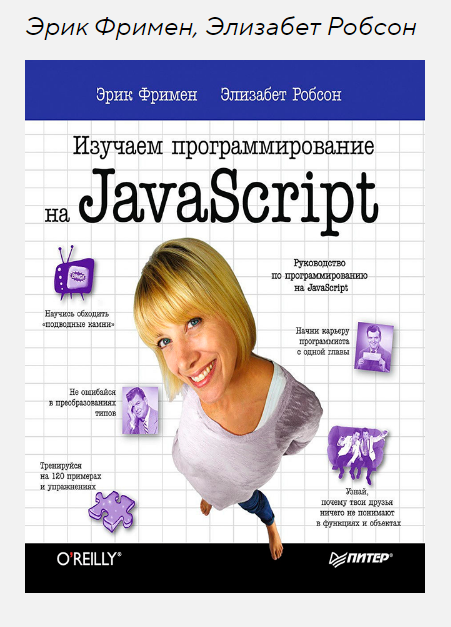 Эрик Фримен, Элизабет Робсон
Эрик Фримен Элизабет Робсон
Изучаем программирование
на JavaScript
Руководство
по программированию
на JavaScript
Научись обходить
«подводные камни»
Начни карьеру
программиста
с одной главы
Не ошибайся
в преобразованиях
типов
Тренируйся
на 120 примерах
и упражнениях
Узнай,
почему твои друзья
ничего не понимают
в функциях и объектах
O'REILLY®
ПИТЕР®